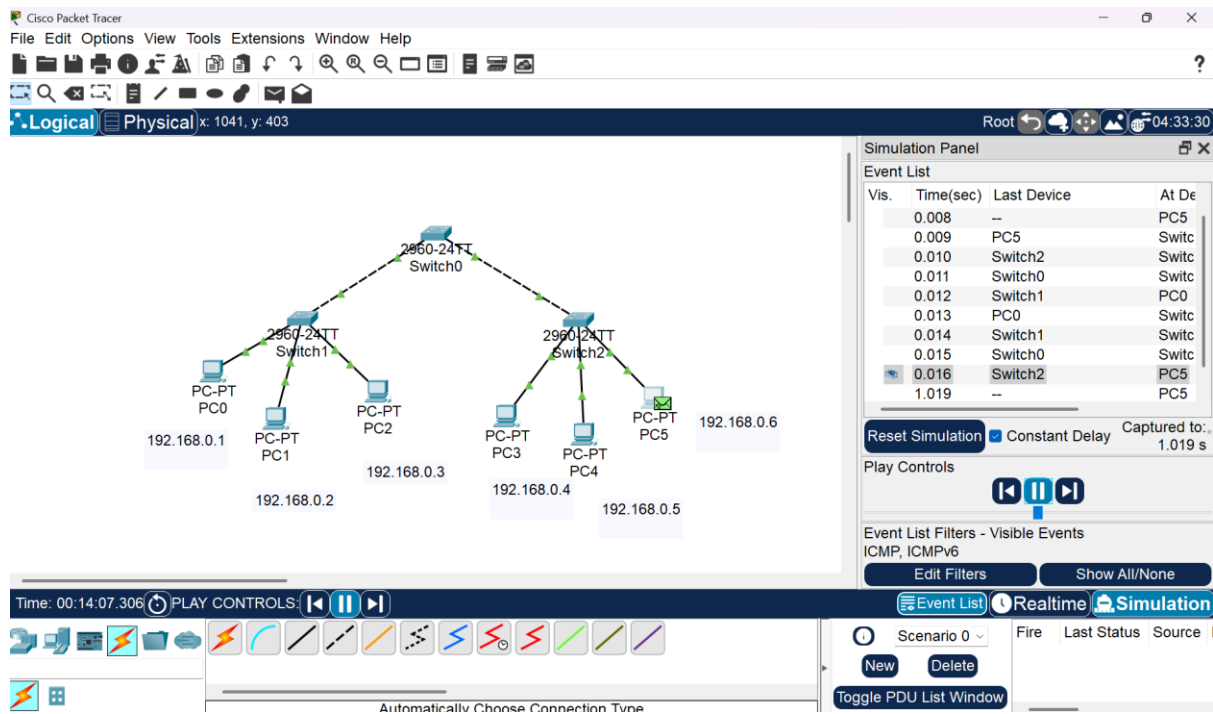 Cisco Packet Tracer
File Edit Options View Tools Extensions Window Help
?
Logical Physical x: 1041, y: 403 Root 04:33:30
2960-24TT
Switch0
2960-24TT
Switch1
2960-24TT
Switch2
PC-PT
PC0
192.168.0.1
PC-PT
PC1
192.168.0.2
PC-PT
PC2
192.168.0.3
PC-PT
PC3
192.168.0.4
PC-PT
PC4
192.168.0.5
PC-PT
PC5
192.168.0.6
Simulation Panel
Event List
Vis. Time(sec) Last Device At De
0.008 -- PC5
0.009 PC5 Switc
0.010 Switch2 Switc
0.011 Switch0 Switc
0.012 Switch1 PC0
0.013 PC0 Switc
0.014 Switch1 Switc
0.015 Switch0 Switc
0.016 Switch2 PC5
1.019 -- PC5
Reset Simulation Constant Delay Captured to:
1.019 s
Play Controls
Event List Filters - Visible Events
ICMP, ICMPv6
Edit Filters Show All/None
Time: 00:14:07.306 PLAY CONTROLS: Event List Realtime Simulation
Scenario 0 Fire Last Status Source
New Delete
Toggle PDU List Window
Automatically Choose Connection Type